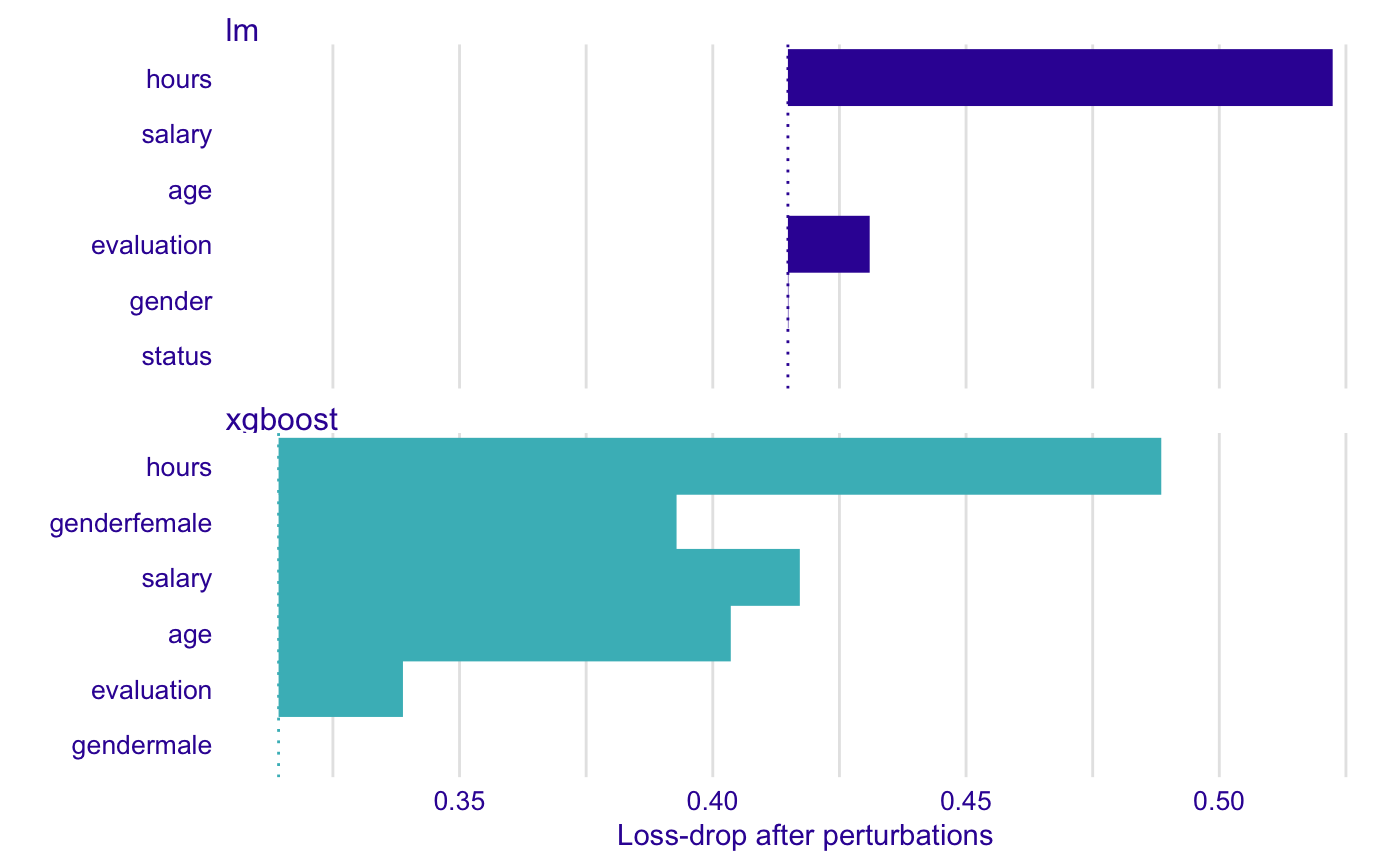 lm
hours
salary
age
evaluation
gender
status
xgboost
hours
genderfemale
salary
age
evaluation
gendermale
0.35 0.40 0.45 0.50
Loss-drop after perturbations